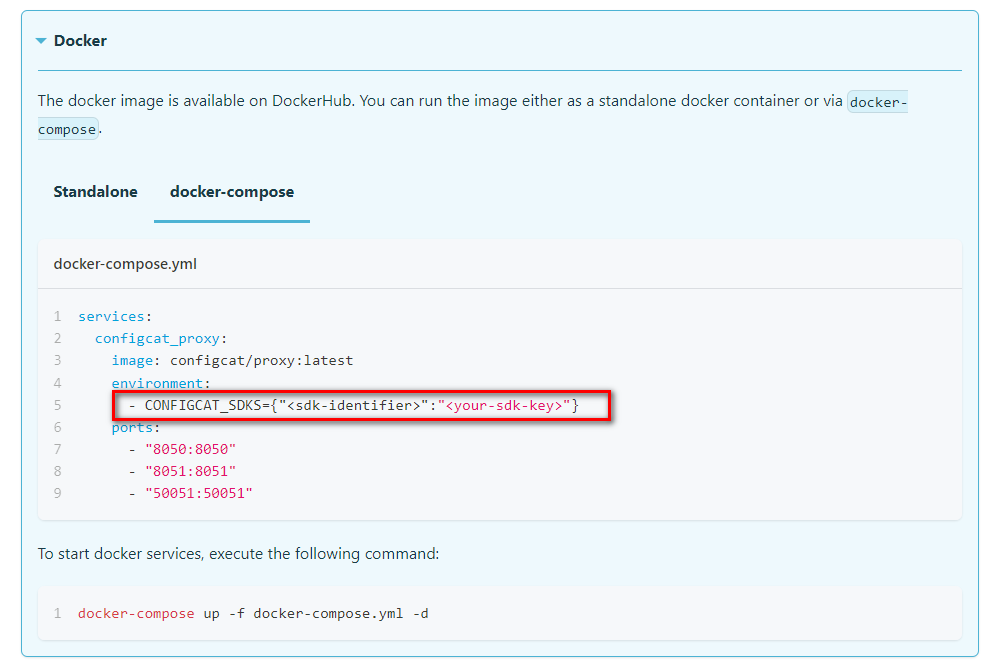 Docker
The docker image is available on DockerHub. You can run the image either as a standalone docker container or via docker-
compose.
Standalone docker-compose
docker-compose.yml
1 services:
2   configcat_proxy:
3     image: configcat/proxy:latest
4     environment:
5       - CONFIGCAT_SDKS={"<sdk-identifier>":"<your-sdk-key>"}
6     ports:
7       - "8050:8050"
8       - "8051:8051"
9       - "50051:50051"
To start docker services, execute the following command:
1 docker-compose up -f docker-compose.yml -d